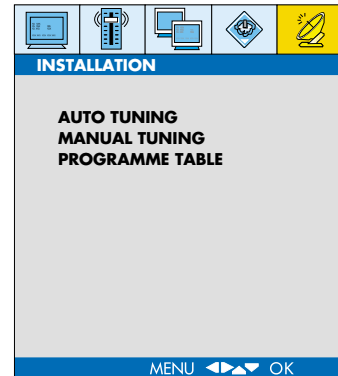 INSTALLATION
AUTO TUNING
MANUAL TUNING
PROGRAMME TABLE
MENU ◀▶▲▼ OK